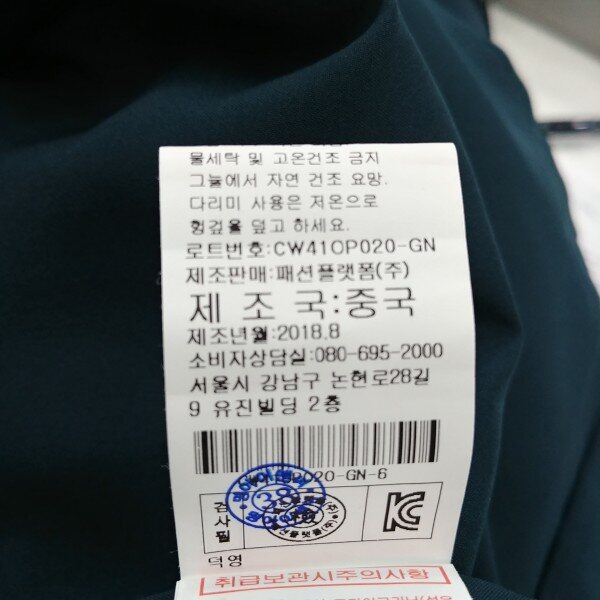 물세탁 및 고온건조 금지
그늘에서 자연 건조 요망.
다리미 사용은 저온으로
헝겊을 덮고 하세요.
로트번호:CW41OP020-GN
제조판매:패션플랫폼(주)
제 조 국:중국
제조년월:2018.8
소비자상담실:080-695-2000
서울시 강남구 논현로28길
9 유진빌딩 2층
P020-GN-6
검사필
38
덕영
취급보관시주의사항